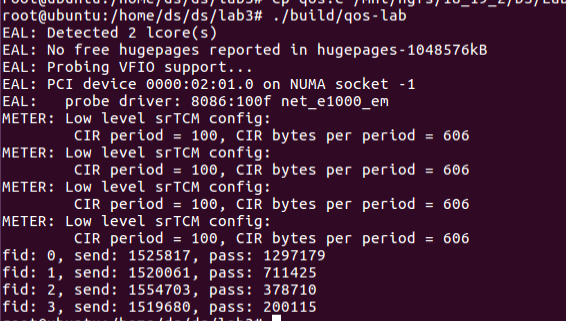 root@ubuntu:/home/ds/ds/lab3# ./build/qos-lab
EAL: Detected 2 lcore(s)
EAL: No free hugepages reported in hugepages-1048576kB
EAL: Probing VFIO support...
EAL: PCI device 0000:02:01.0 on NUMA socket -1
EAL:   probe driver: 8086:100f net_e1000_em
METER: Low level srTCM config:
        CIR period = 100, CIR bytes per period = 606
METER: Low level srTCM config:
        CIR period = 100, CIR bytes per period = 606
METER: Low level srTCM config:
        CIR period = 100, CIR bytes per period = 606
METER: Low level srTCM config:
        CIR period = 100, CIR bytes per period = 606
fid: 0, send: 1525817, pass: 1297179
fid: 1, send: 1520061, pass: 711425
fid: 2, send: 1554703, pass: 378710
fid: 3, send: 1519680, pass: 200115